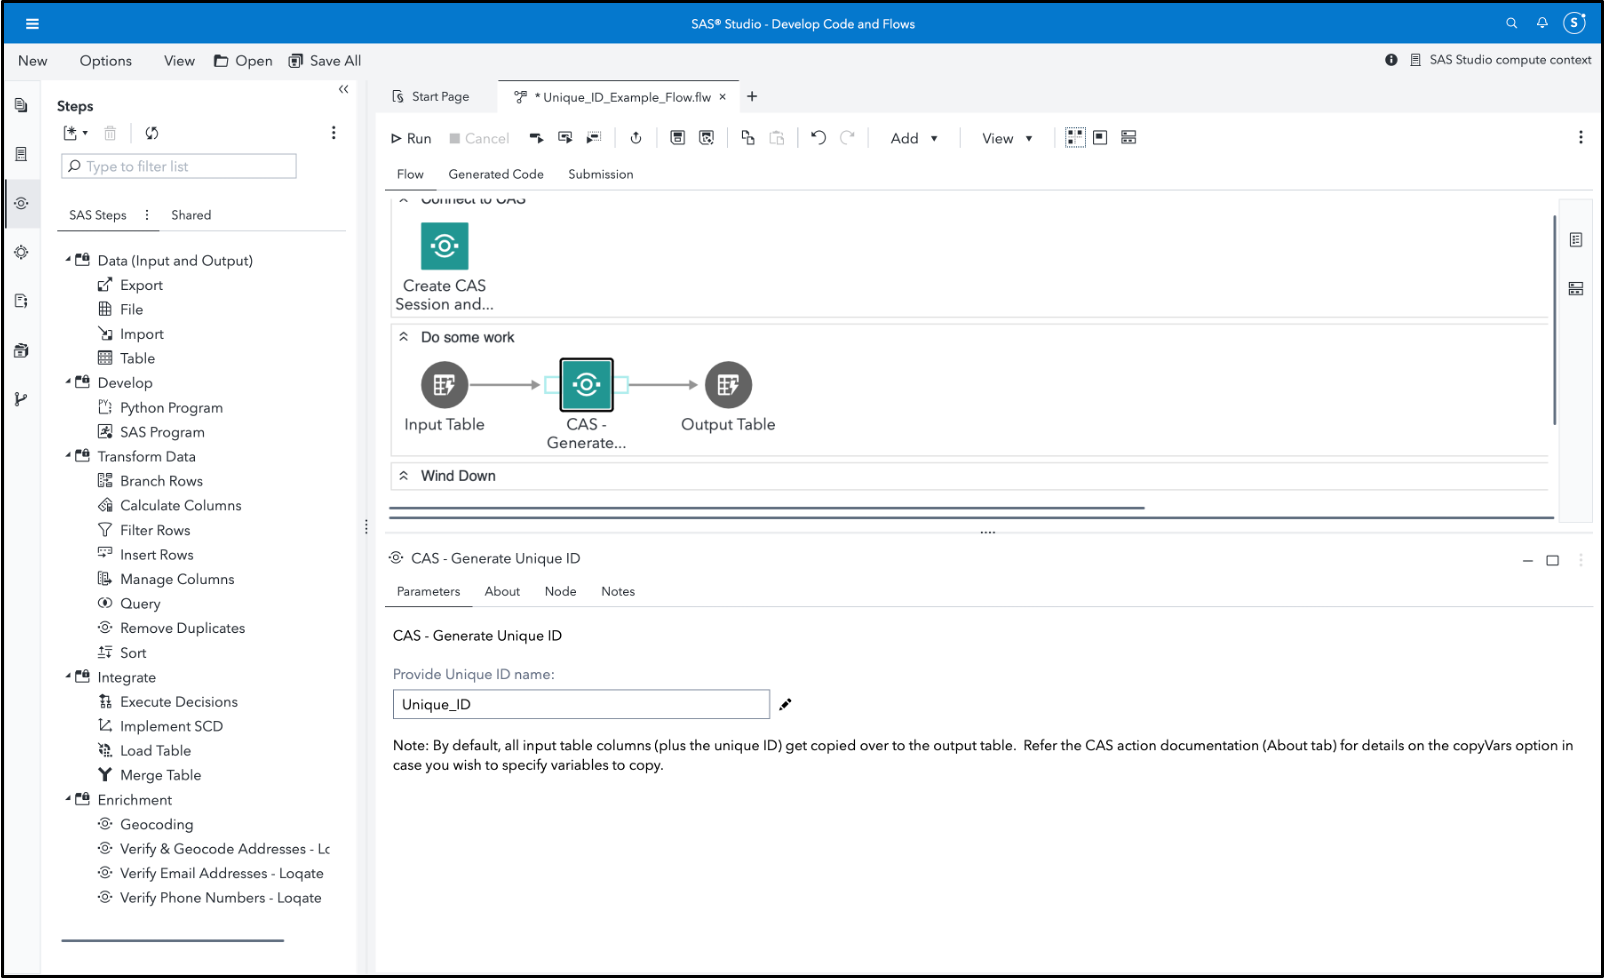 SAS® Studio - Develop Code and Flows
S
New Options View Open Save All
SAS Studio compute context
Steps
Type to filter list
SAS Steps Shared
Data (Input and Output)
Export
File
Import
Table
Develop
Python Program
SAS Program
Transform Data
Branch Rows
Calculate Columns
Filter Rows
Insert Rows
Manage Columns
Query
Remove Duplicates
Sort
Integrate
Execute Decisions
Implement SCD
Load Table
Merge Table
Enrichment
Geocoding
Verify & Geocode Addresses - Lo
Verify Email Addresses - Loqate
Verify Phone Numbers - Loqate
Start Page * Unique_ID_Example_Flow.flw × +
Run Cancel Add View
Flow Generated Code Submission
Connect to CAS
Create CAS
Session and...
Do some work
Input Table
CAS -
Generate...
Output Table
Wind Down
CAS - Generate Unique ID
Parameters About Node Notes
CAS - Generate Unique ID
Provide Unique ID name:
Unique_ID
Note: By default, all input table columns (plus the unique ID) get copied over to the output table. Refer the CAS action documentation (About tab) for details on the copyVars option in
case you wish to specify variables to copy.